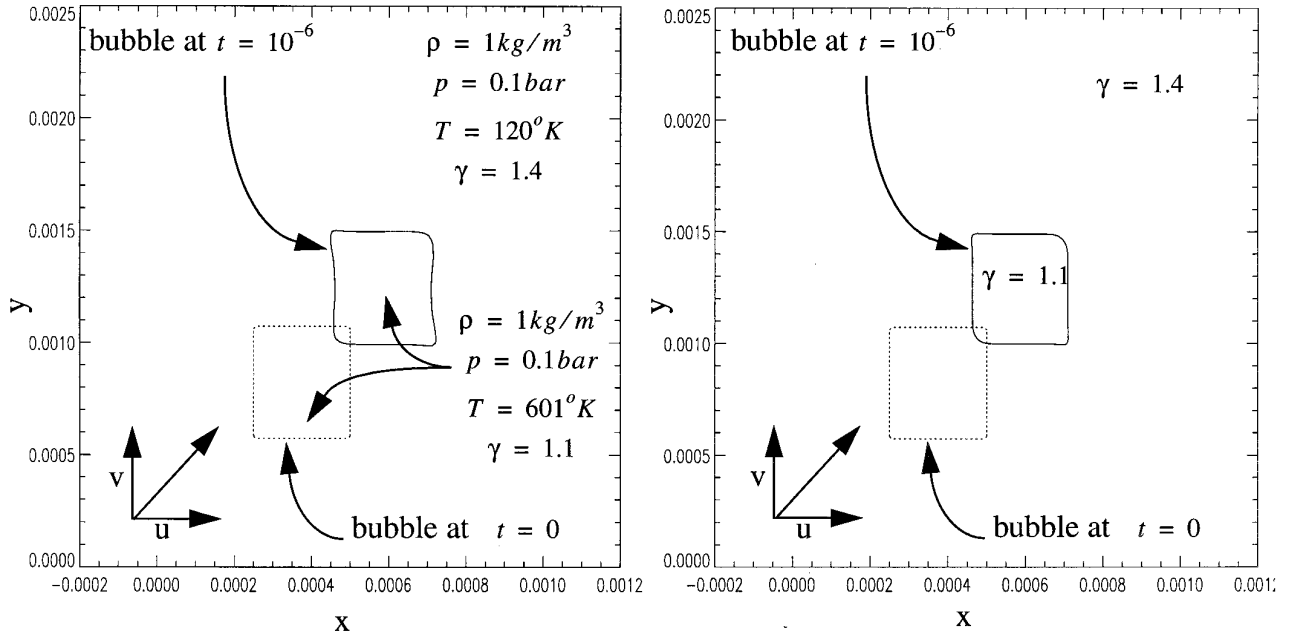 0.0025
bubble at t = 10⁻⁶
ρ = 1kg/m³
p = 0.1bar
T = 120°K
γ = 1.4
0.0020
0.0015
0.0010
0.0005
0.0000
y
ρ = 1kg/m³
p = 0.1bar
T = 601°K
γ = 1.1
v
u
bubble at t = 0
-0.0002 0.0000 0.0002 0.0004 0.0006 0.0008 0.0010 0.0012
x
0.0025
bubble at t = 10⁻⁶
γ = 1.4
0.0020
0.0015
0.0010
0.0005
0.0000
y
γ = 1.1
v
u
bubble at t = 0
-0.0002 0.0000 0.0002 0.0004 0.0006 0.0008 0.0010
x